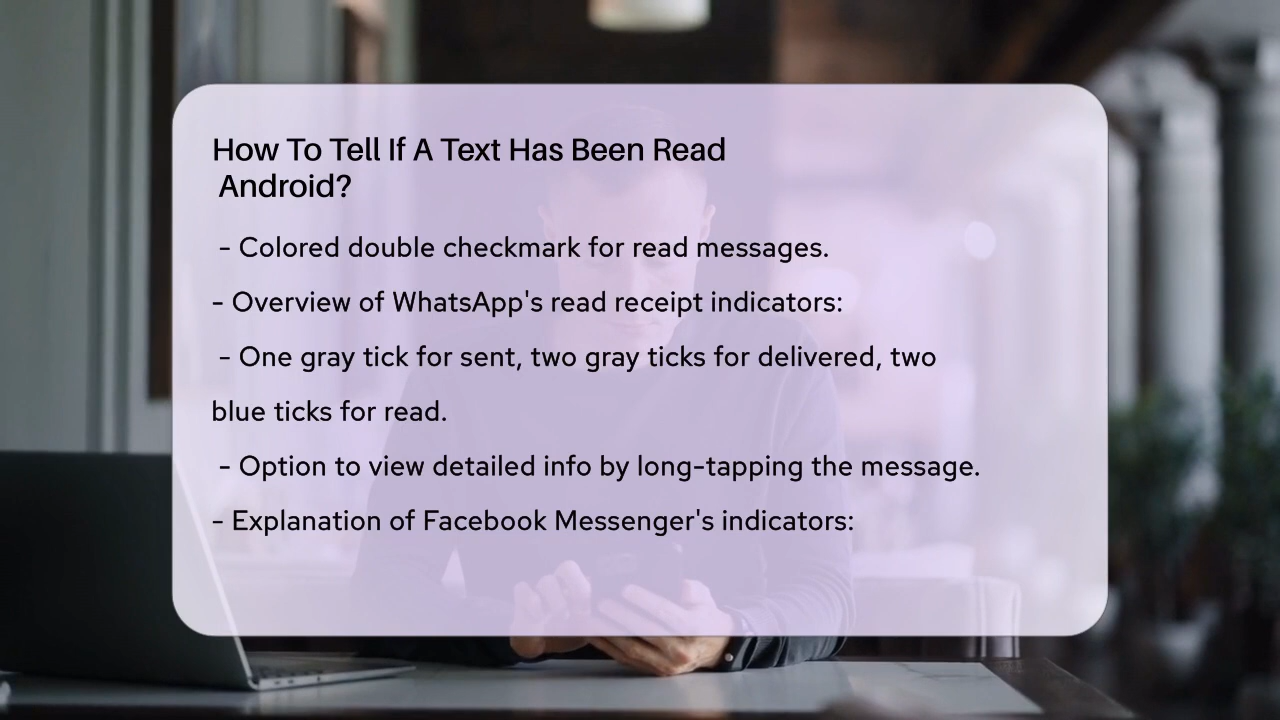 How To Tell If A Text Has Been Read
Android?
- Colored double checkmark for read messages.
- Overview of WhatsApp's read receipt indicators:
- One gray tick for sent, two gray ticks for delivered, two
blue ticks for read.
- Option to view detailed info by long-tapping the message.
- Explanation of Facebook Messenger's indicators: